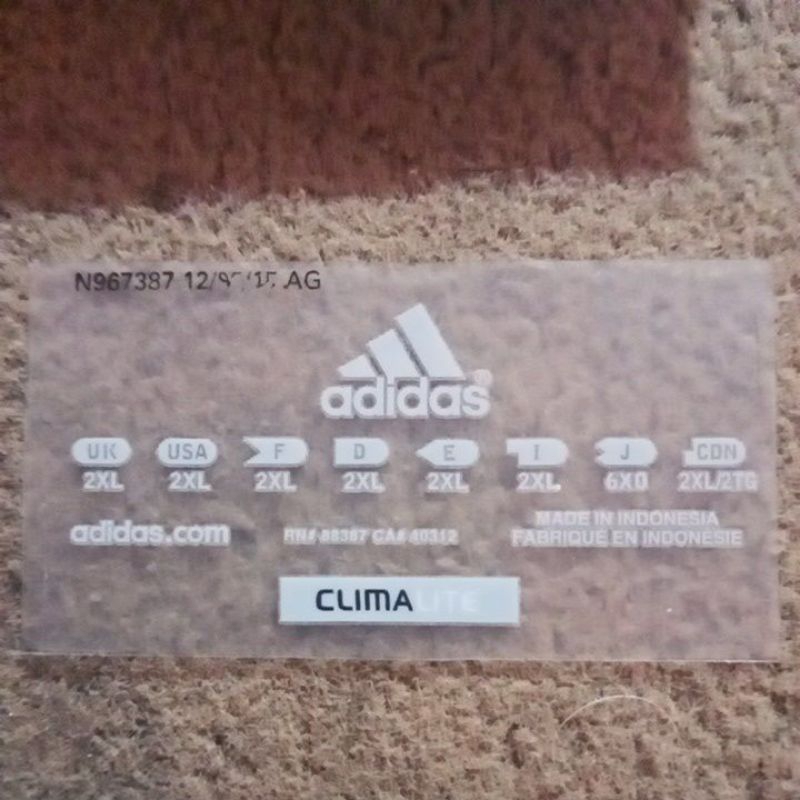 N967387 AG
adidas
UK USA F D E I J CDN
2XL 2XL 2XL 2XL 2XL 2XL 6XO 2XL/2TG
adidas.com RN# 88387 CA# 40312 MADE IN INDONESIA
FABRIQUÉ EN INDONESIE
CLIMALITE